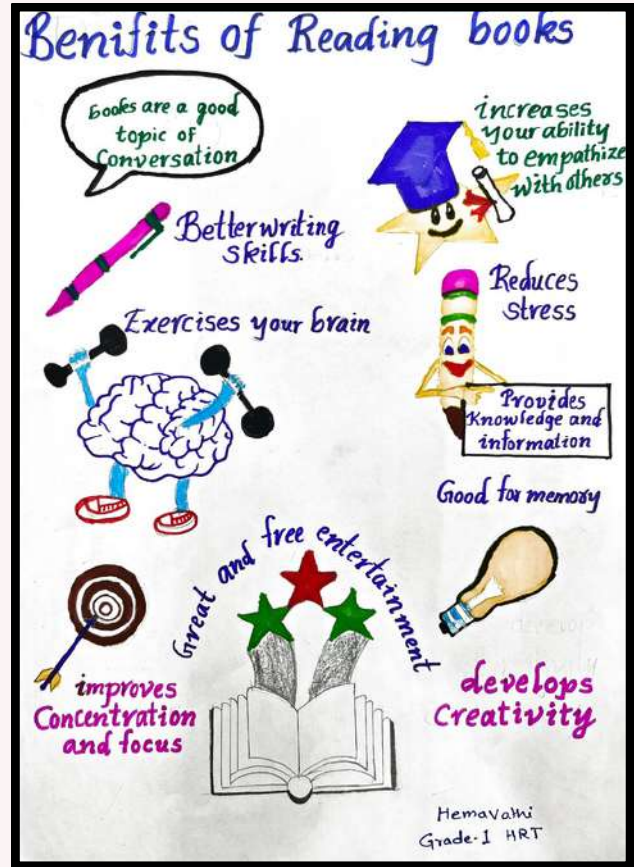 Benifits of Reading books
books are a good
topic of
Conversation
increases
your ability
to empathize
with others
Better writing
skills.
Reduces
stress
Exercises your brain
Provides
Knowledge and
information
Good for memory
Great and free entertainment
improves
Concentration
and focus
develops
Creativity
Hemavathi
Grade-1 HRT